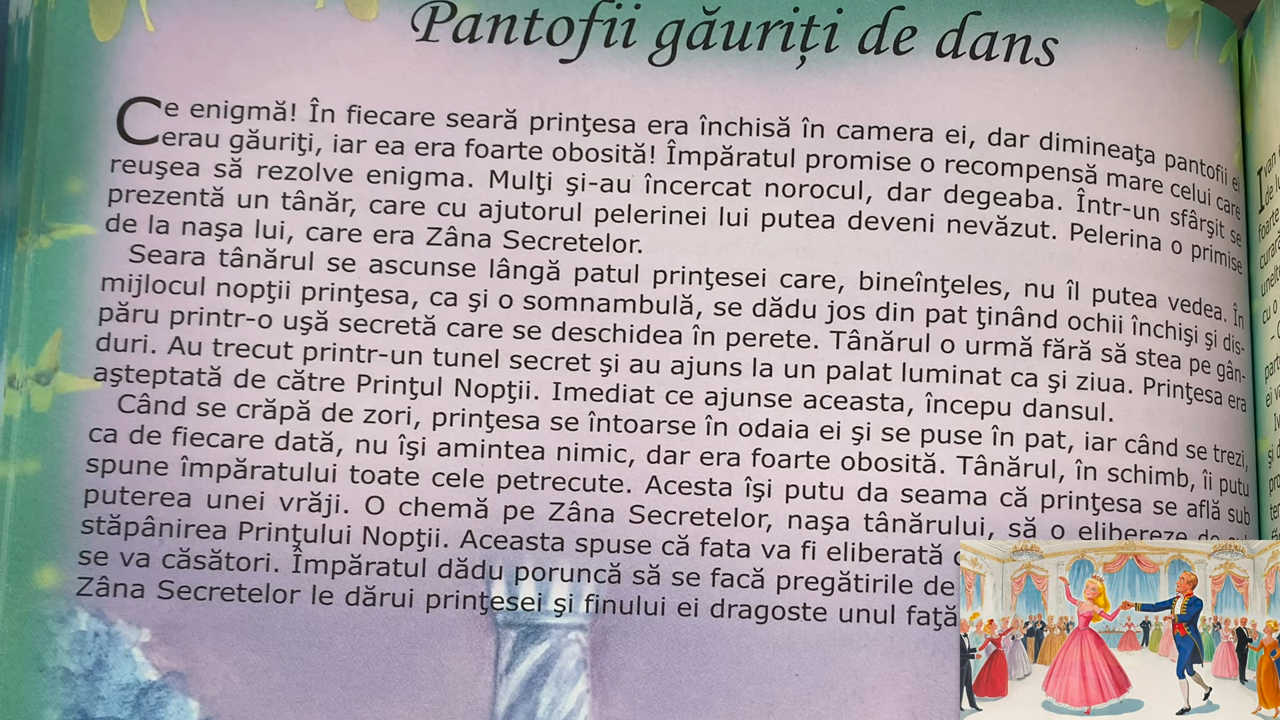 Pantofii găuriți de dans
Ce enigmă! În fiecare seară prinţesa era închisă în camera ei, dar dimineaţa pantofii ei
erau găuriţi, iar ea era foarte obosită! Împăratul promise o recompensă mare celui care
reuşea să rezolve enigma. Mulţi şi-au încercat norocul, dar degeaba. Într-un sfârşit se
prezentă un tânăr, care cu ajutorul pelerinei lui putea deveni nevăzut. Pelerina o primise
de la naşa lui, care era Zâna Secretelor.
Seara tânărul se ascunse lângă patul prinţesei care, bineînţeles, nu îl putea vedea. În
mijlocul nopţii prinţesa, ca şi o somnambulă, se dădu jos din pat ţinând ochii închişi şi dis-
păru printr-o uşă secretă care se deschidea în perete. Tânărul o urmă fără să stea pe gân-
duri. Au trecut printr-un tunel secret şi au ajuns la un palat luminat ca şi ziua. Prinţesa era
aşteptată de către Prinţul Nopţii. Imediat ce ajunse aceasta, începu dansul.
Când se crăpă de zori, prinţesa se întoarse în odaia ei şi se puse în pat, iar când se trezi,
ca de fiecare dată, nu îşi amintea nimic, dar era foarte obosită. Tânărul, în schimb, îi putu
spune împăratului toate cele petrecute. Acesta îşi putu da seama că prinţesa se află sub
puterea unei vrăji. O chemă pe Zâna Secretelor, naşa tânărului, să o elibereze
stăpânirea Prinţului Nopţii. Aceasta spuse că fata va fi eliberată
se va căsători. Împăratul dădu poruncă să se facă pregătirile de
Zâna Secretelor le dărui prinţesei şi finului ei dragoste unul faţă